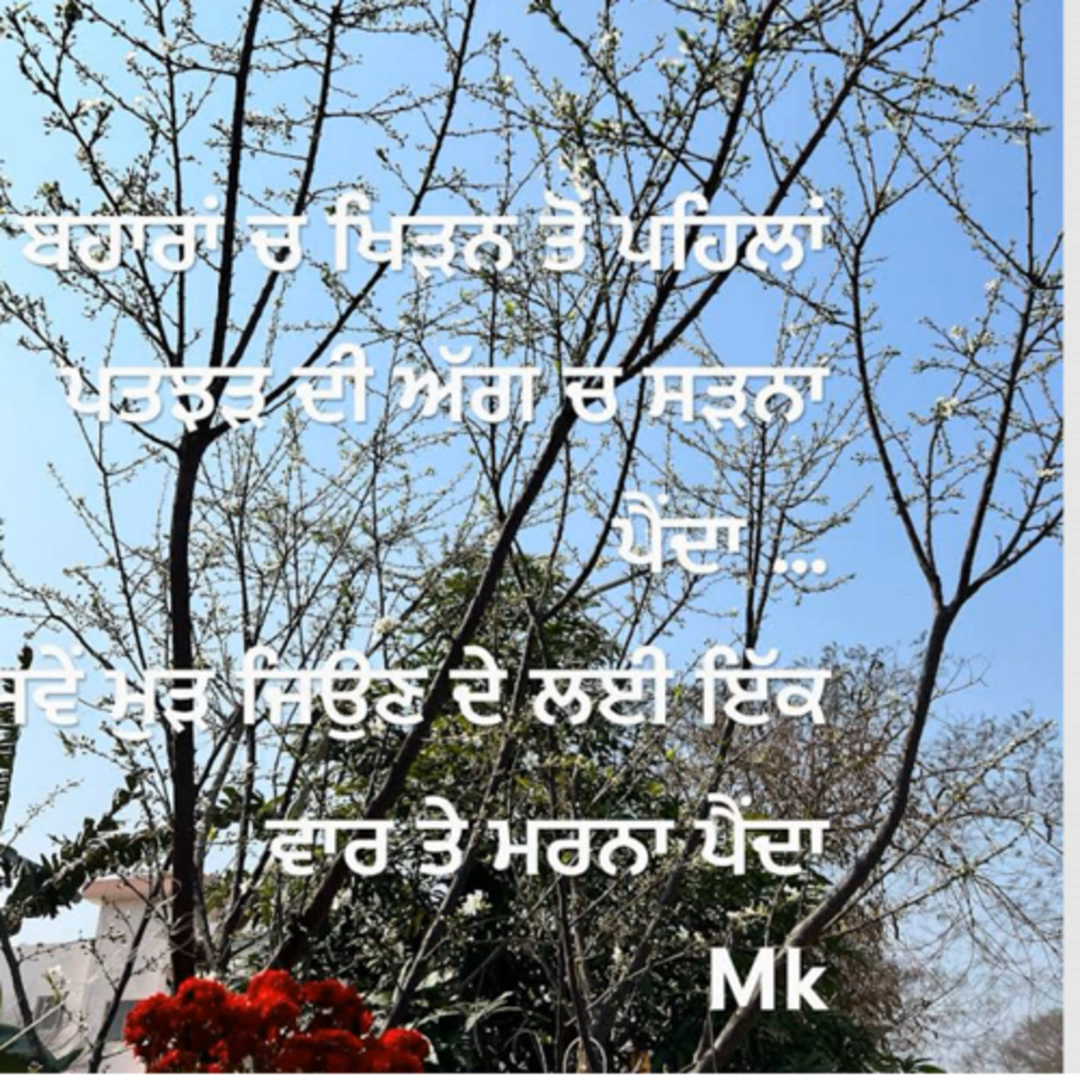 ਬਹਾਰਾਂ ਚ ਖਿੜਨ ਤੋਂ ਪਹਿਲਾਂ
ਪਤਝੜ ਦੀ ਅੱਗ ਚ ਸੜਨਾ
ਪੈਂਦਾ ...
ਮੁੜ ਜਿਉਣ ਦੇ ਲਈ ਇੱਕ
ਵਾਰ ਤੇ ਮਰਨਾ ਪੈਂਦਾ
Mk